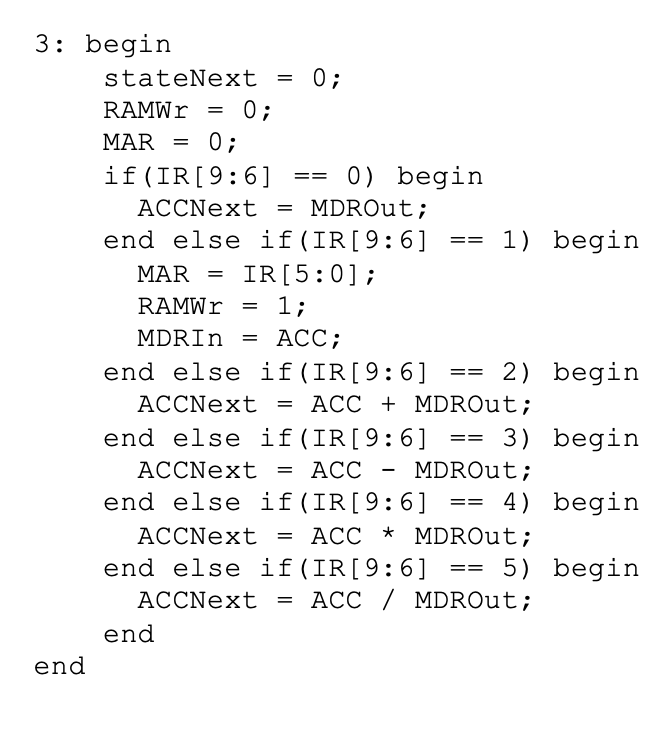 3: begin
    stateNext = 0;
    RAMWr = 0;
    MAR = 0;
    if(IR[9:6] == 0) begin
      ACCNext = MDROut;
    end else if(IR[9:6] == 1) begin
      MAR = IR[5:0];
      RAMWr = 1;
      MDRIn = ACC;
    end else if(IR[9:6] == 2) begin
      ACCNext = ACC + MDROut;
    end else if(IR[9:6] == 3) begin
      ACCNext = ACC - MDROut;
    end else if(IR[9:6] == 4) begin
      ACCNext = ACC * MDROut;
    end else if(IR[9:6] == 5) begin
      ACCNext = ACC / MDROut;
    end
end